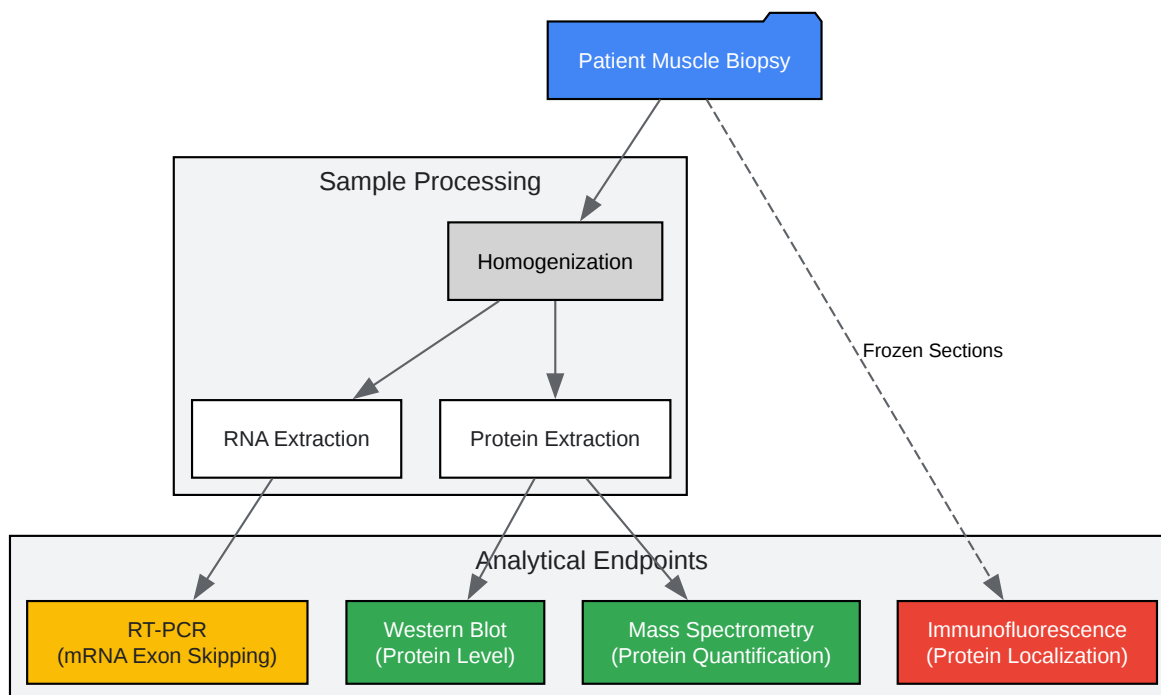 Patient Muscle Biopsy
Sample Processing
Homogenization
Frozen Sections
RNA Extraction
Protein Extraction
Analytical Endpoints
RT-PCR
(mRNA Exon Skipping)
Western Blot
(Protein Level)
Mass Spectrometry
(Protein Quantification)
Immunofluorescence
(Protein Localization)